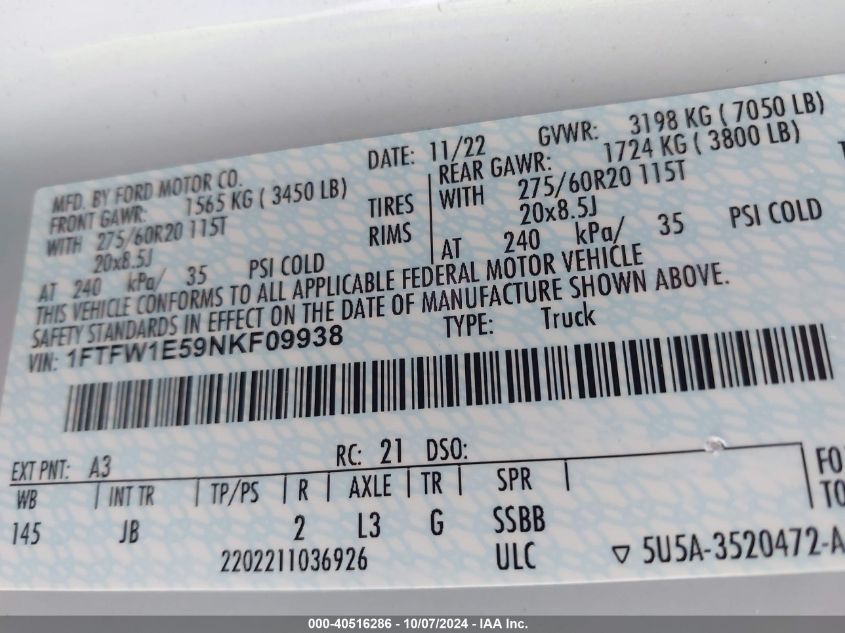 MFD. BY FORD MOTOR CO.
DATE: 11/22 GVWR: 3198 KG ( 7050 LB)
FRONT GAWR: 1565 KG ( 3450 LB) REAR GAWR: 1724 KG ( 3800 LB)
WITH 275/60R20 115T TIRES WITH 275/60R20 115T
20x8.5J RIMS 20x8.5J
AT 240 kPa/ 35 PSI COLD AT 240 kPa/ 35 PSI COLD
THIS VEHICLE CONFORMS TO ALL APPLICABLE FEDERAL MOTOR VEHICLE
SAFETY STANDARDS IN EFFECT ON THE DATE OF MANUFACTURE SHOWN ABOVE.
VIN: 1FTFW1E59NKF09938 TYPE: Truck
EXT PNT: A3 RC: 21 DSO:
WB INT TR TP/PS R AXLE TR SPR
145 JB 2 L3 G SSBB
2202211036926 ULC ▽ 5U5A-3520472-A
FO
TO
000-40516286 - 10/07/2024 - IAA Inc.